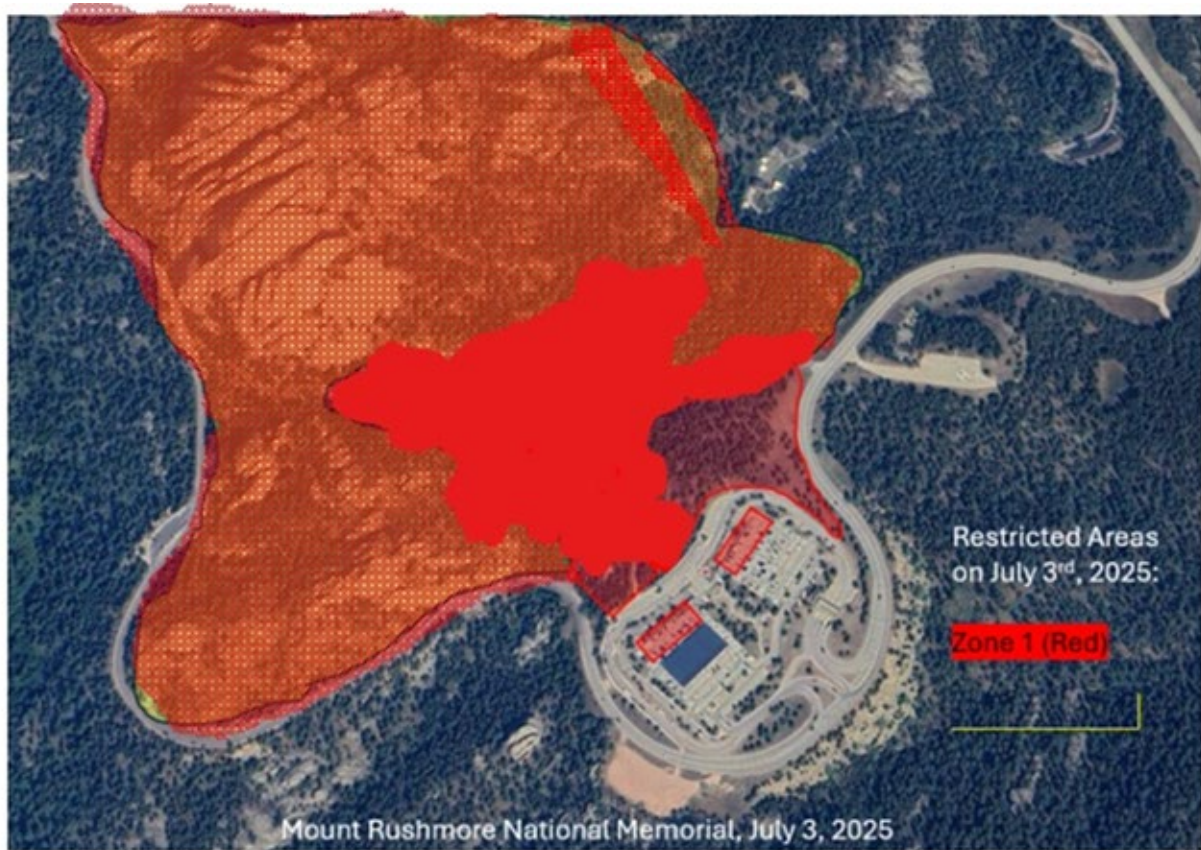 Restricted Areas
on July 3rd, 2025:
Zone 1 (Red)
Mount Rushmore National Memorial, July 3, 2025